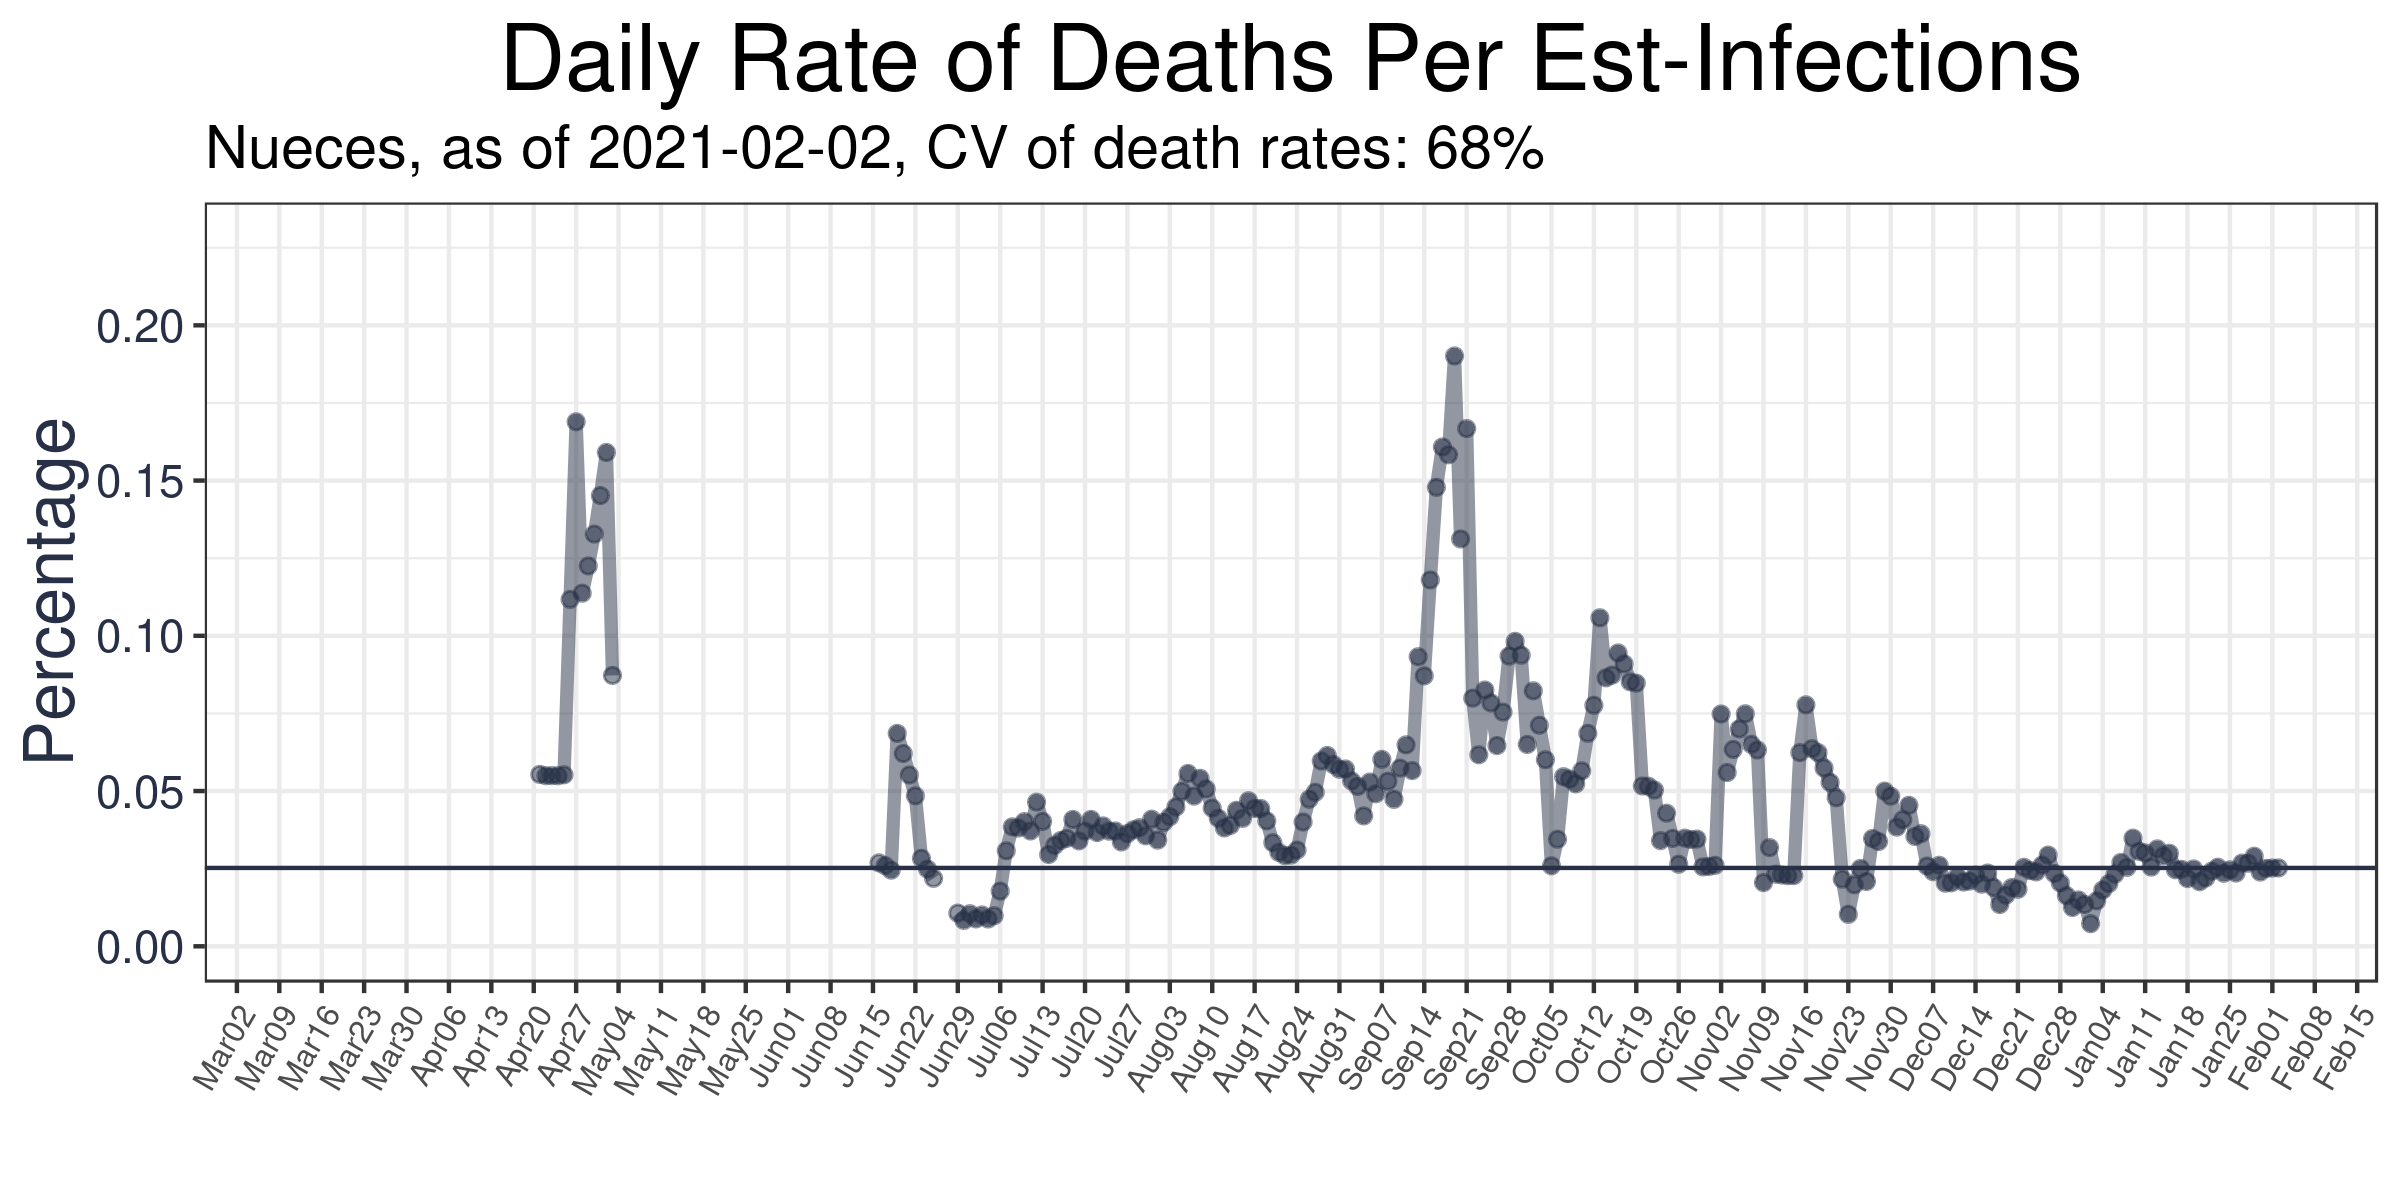 Daily Rate of Deaths Per Est-Infections
Nueces, as of 2021-02-02, CV of death rates: 68%
Percentage
0.20
0.15
0.10
0.05
0.00
Mar02
Mar09
Mar16
Mar23
Mar30
Apr06
Apr13
Apr20
Apr27
May04
May11
May18
May25
Jun01
Jun08
Jun15
Jun22
Jun29
Jul06
Jul13
Jul20
Jul27
Aug03
Aug10
Aug17
Aug24
Aug31
Sep07
Sep14
Sep21
Sep28
Oct05
Oct12
Oct19
Oct26
Nov02
Nov09
Nov16
Nov23
Nov30
Dec07
Dec14
Dec21
Dec28
Jan04
Jan11
Jan18
Jan25
Feb01
Feb08
Feb15